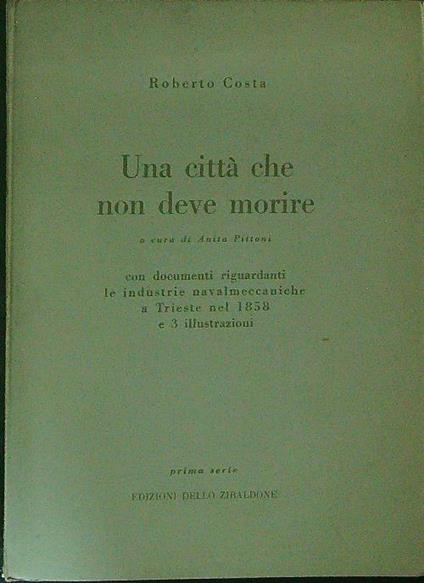 Roberto Costa
Una città che
non deve morire
a cura di Anita Pittoni
con documenti riguardanti
le industrie navalmeccaniche
a Trieste nel 1858
e 3 illustrazioni
prima serie
EDIZIONI DELLO ZIBALDONE